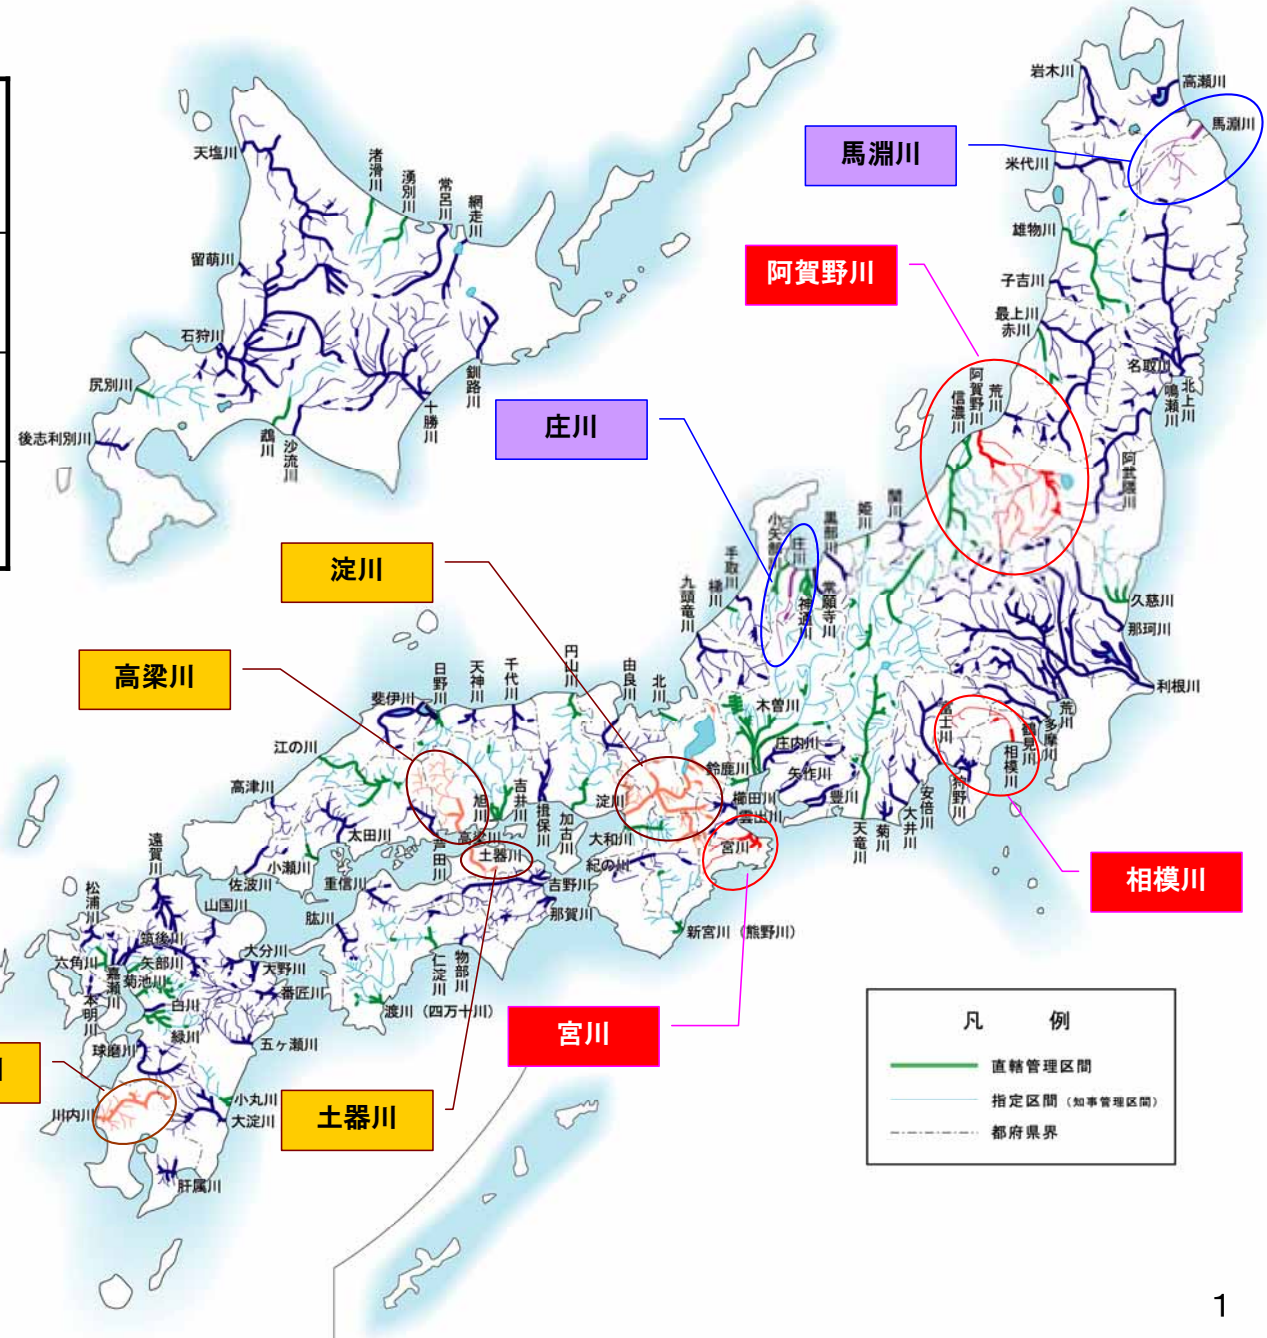 岩木川
高瀬川
馬淵川
馬淵川
米代川
雄物川
子吉川
最上川
赤川
名取川
北上川
鳴瀬川
阿武隈川
阿賀野川
阿賀野川
荒川
信濃川
天塩川
渚滑川
湧別川
常呂川
網走川
留萌川
石狩川
尻別川
後志利別川
鵡川
沙流川
十勝川
釧路川
庄川
関川
姫川
黒部川
常願寺川
神通川
庄川
小矢部川
手取川
梯川
九頭竜川
久慈川
那珂川
利根川
荒川
多摩川
鶴見川
相模川
富士川
狩野川
安倍川
大井川
菊川
天竜川
豊川
矢作川
庄内川
木曽川
鈴鹿川
櫛田川
雲出川
宮川
相模川
淀川
高梁川
北川
由良川
円山川
千代川
天神川
日野川
斐伊川
江の川
高津川
太田川
小瀬川
佐波川
芦田川
高梁川
旭川
吉井川
揖保川
加古川
淀川
大和川
紀の川
新宮川（熊野川）
土器川
吉野川
那賀川
重信川
肱川
仁淀川
物部川
渡川（四万十川）
遠賀川
松浦川
山国川
筑後川
大分川
六角川
嘉瀬川
矢部川
大野川
菊池川
番匠川
本明川
白川
緑川
五ヶ瀬川
球磨川
川
川内川
小丸川
大淀川
肝属川
土器川
宮川
凡　例
直轄管理区間
指定区間（知事管理区間）
都府県界
1